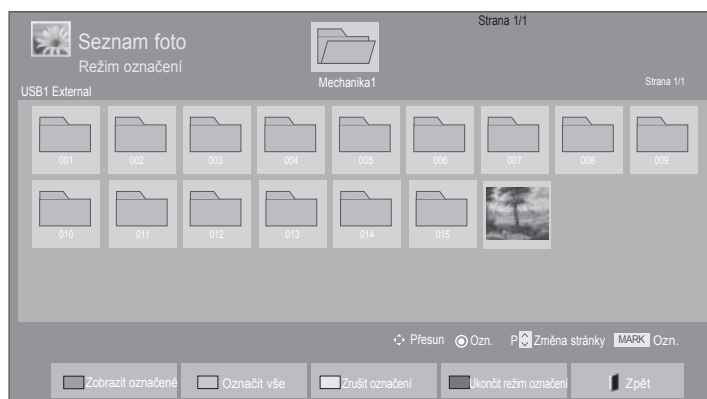 Strana 1/1
Seznam foto
Režim označení
Mechanika1
USB1 External
Strana 1/1
001 002 003 004 005 006 007 008 009
010 011 012 013 014 015
Přesun Ozn. P Změna stránky MARK Ozn.
Zobrazit označené Označit vše Zrušit označení Ukončit režim označení Zpět